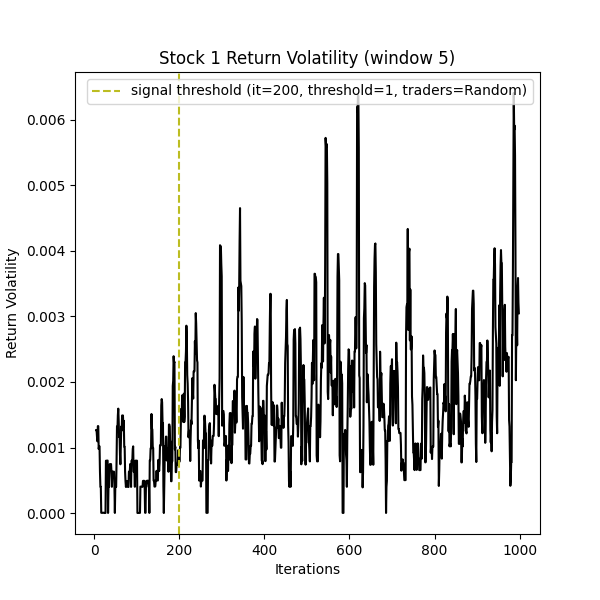 Stock 1 Return Volatility (window 5)
signal threshold (it=200, threshold=1, traders=Random)
0.006
0.005
0.004
0.003
0.002
0.001
0.000
Return Volatility
0 200 400 600 800 1000
Iterations